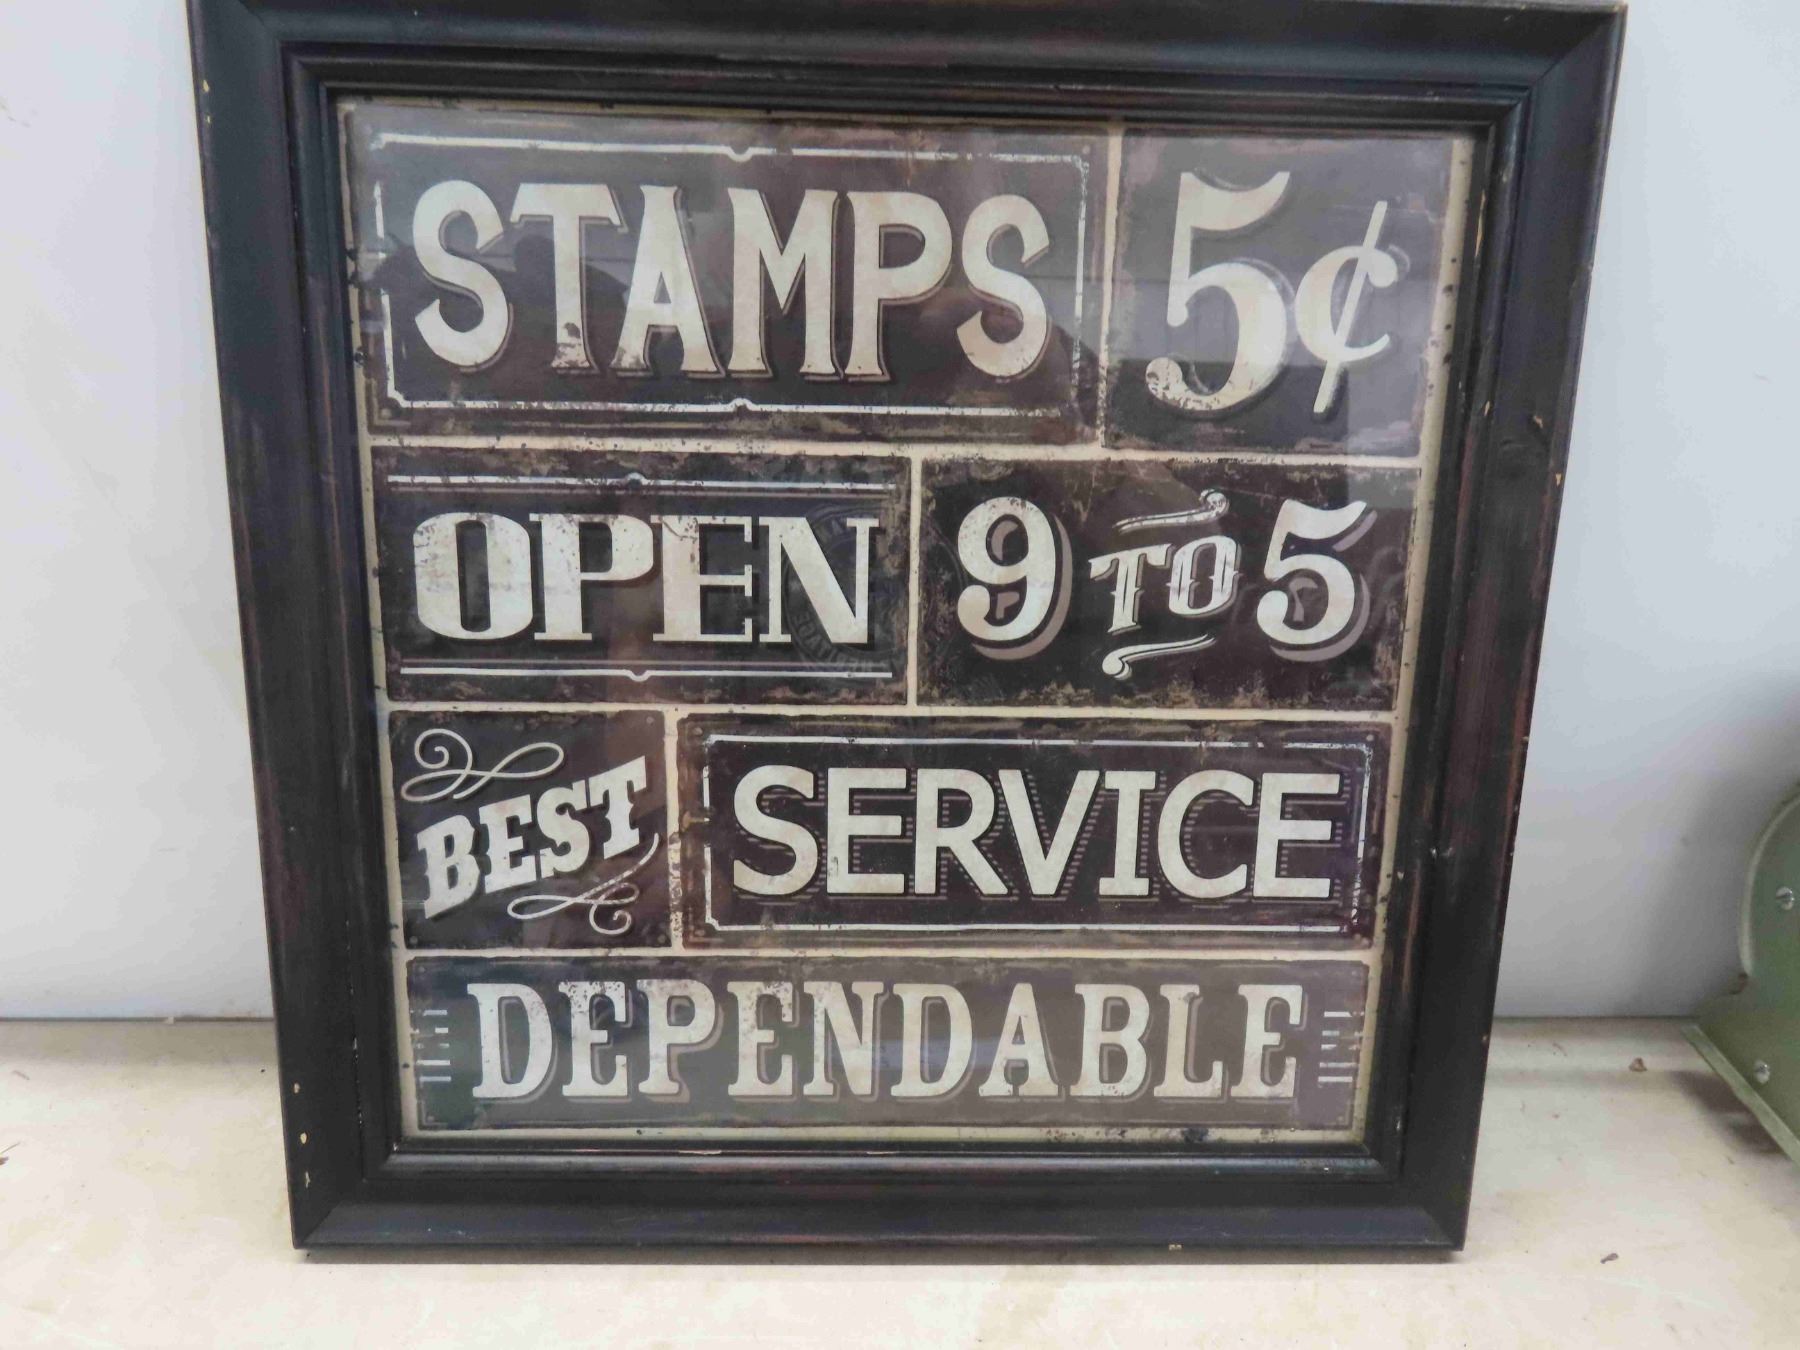 STAMPS 5¢
OPEN 9 TO 5
BEST SERVICE
DEPENDABLE